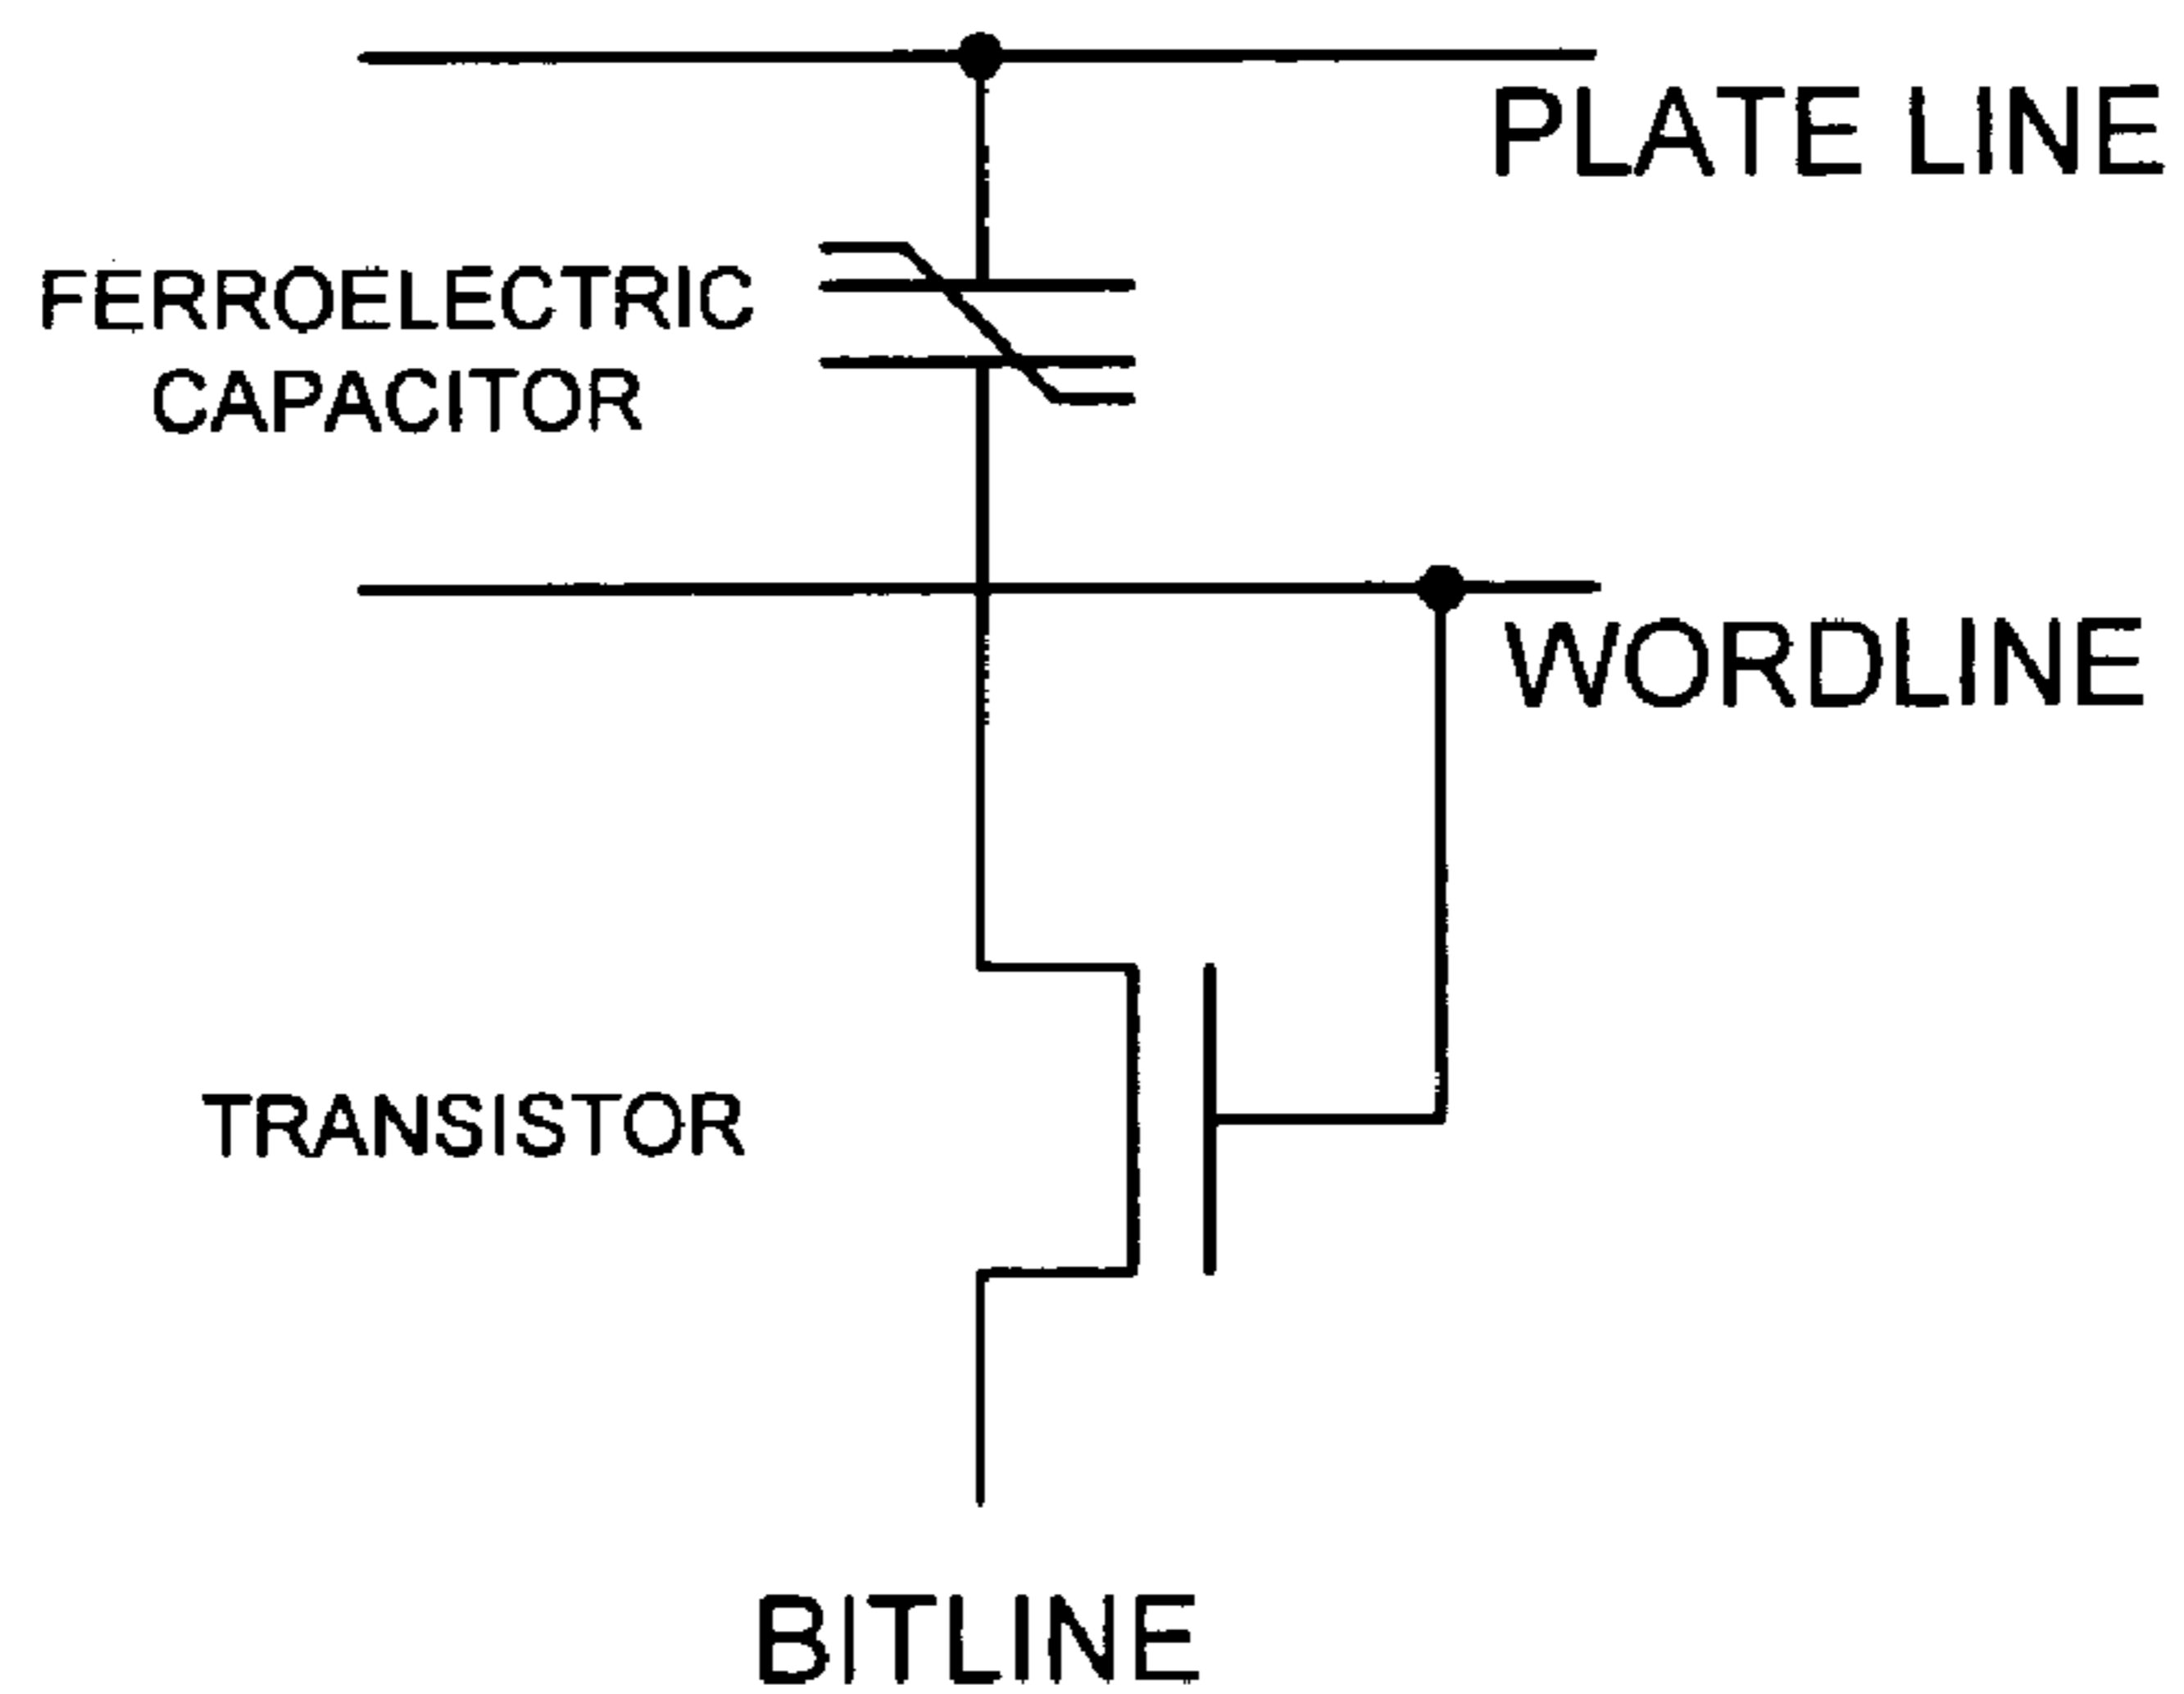 PLATE LINE
FERROELECTRIC
CAPACITOR
WORDLINE
TRANSISTOR
BITLINE